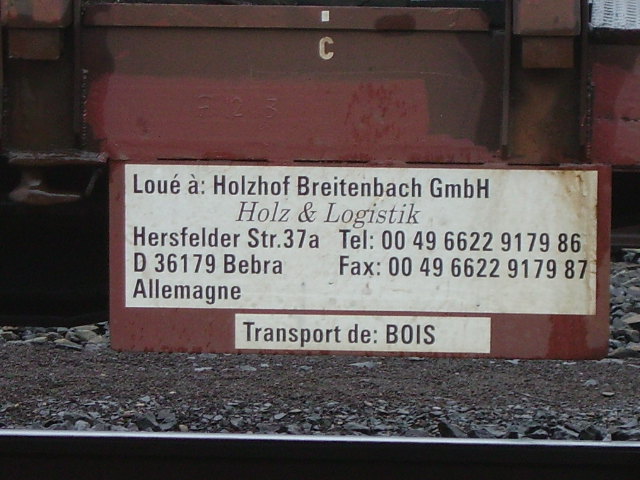 C
Loué à: Holzhof Breitenbach GmbH
Holz & Logistik
Hersfelder Str.37a Tel: 00 49 6622 9179 86
D 36179 Bebra Fax: 00 49 6622 9179 87
Allemagne
Transport de: BOIS